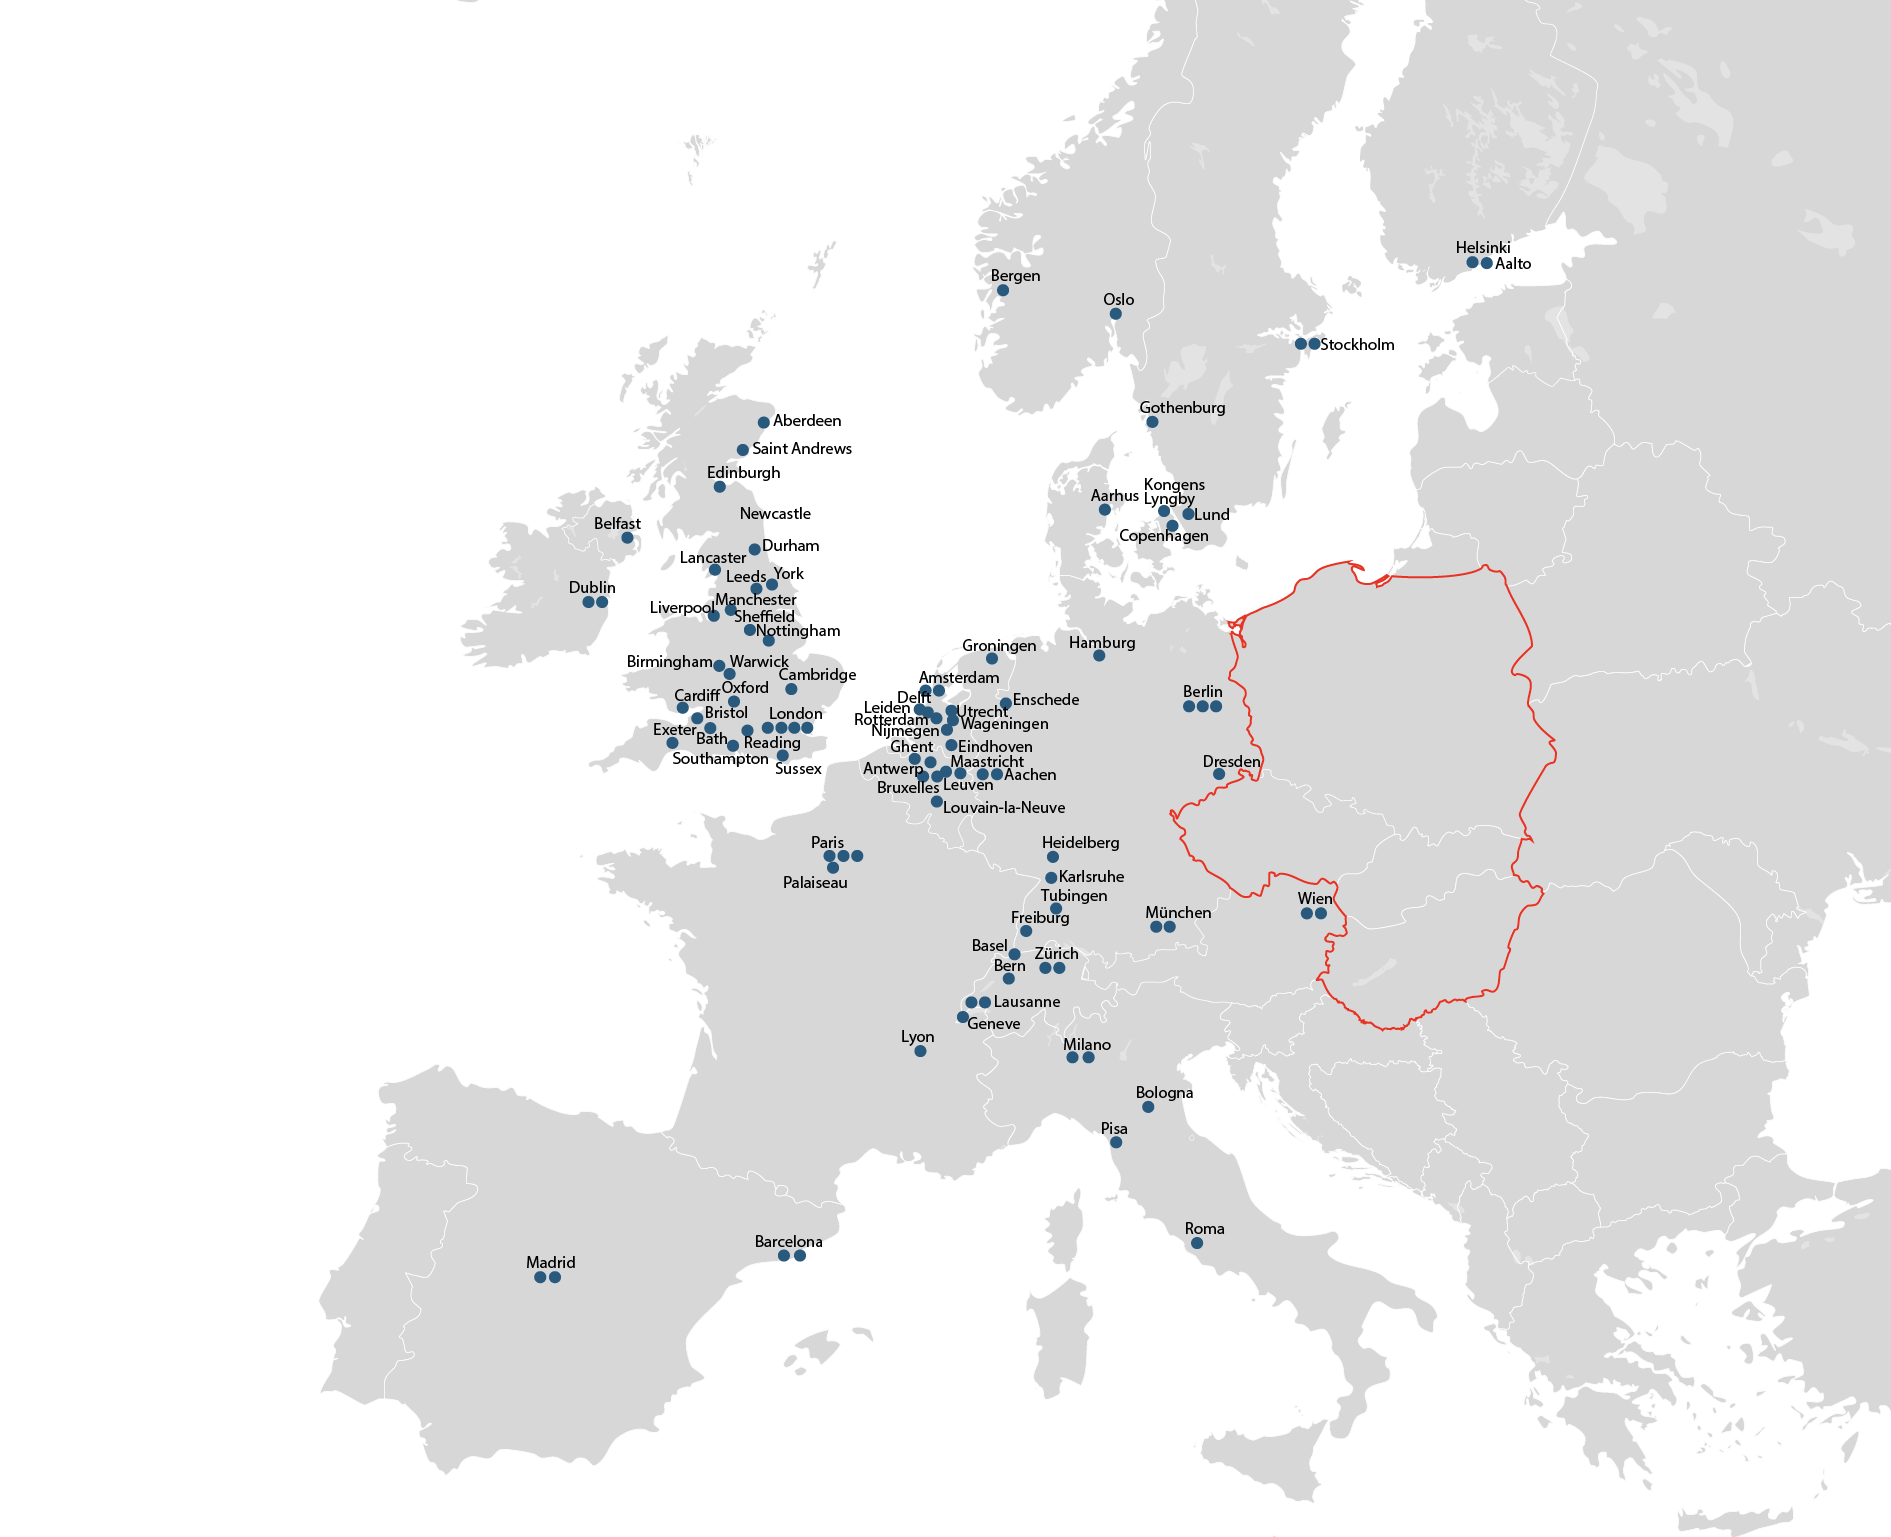 Helsinki
Aalto
Bergen
Oslo
Stockholm
Gothenburg
Aberdeen
Saint Andrews
Edinburgh
Kongens
Lyngby
Aarhus
Lund
Copenhagen
Newcastle
Belfast
Durham
Lancaster
Leeds
York
Dublin
Manchester
Liverpool
Sheffield
Nottingham
Groningen
Hamburg
Birmingham
Warwick
Cambridge
Amsterdam
Oxford
Cardiff
Delft
Enschede
Berlin
Leiden
Utrecht
Bristol
London
Rotterdam
Wageningen
Exeter
Nijmegen
Bath
Reading
Ghent
Eindhoven
Southampton
Sussex
Maastricht
Dresden
Antwerp
Aachen
Bruxelles
Leuven
Louvain-la-Neuve
Paris
Heidelberg
Palaiseau
Karlsruhe
Tubingen
Wien
Freiburg
München
Basel
Zürich
Bern
Lausanne
Geneve
Lyon
Milano
Bologna
Pisa
Roma
Barcelona
Madrid